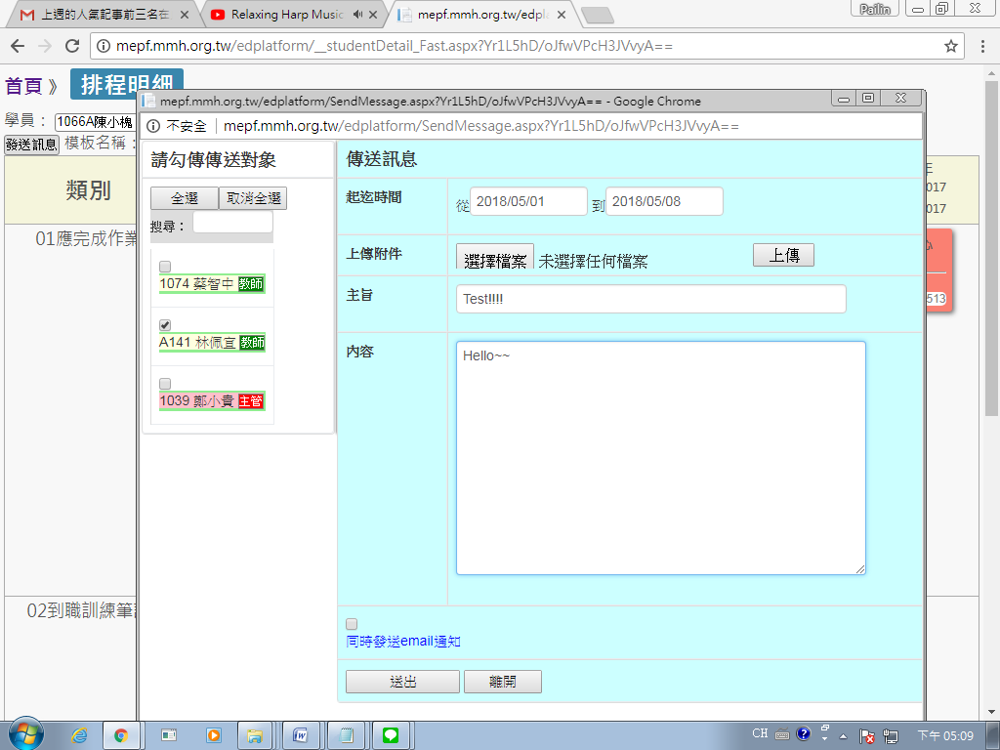 上週的人氣記事前三名在
Relaxing Harp Music
mepf.mmh.org.tw/edpl
Pailin
mepf.mmh.org.tw/edplatform/__studentDetail_Fast.aspx?Yr1L5hD/oJfwVPcH3JVvyA==
首頁 》 排程明細
學員： 1066A陳小槐
發送訊息 模板名稱：
類別
017
017
01應完成作業
513
02到職訓練筆
mepf.mmh.org.tw/edplatform/SendMessage.aspx?Yr1L5hD/oJfwVPcH3JVvyA== - Google Chrome
不安全 mepf.mmh.org.tw/edplatform/SendMessage.aspx?Yr1L5hD/oJfwVPcH3JVvyA==
請勾傳傳送對象
全選 取消全選
搜尋：
1074 蔡智中 教師
A141 林佩宣 教師
1039 鄭小貴 主管
傳送訊息
起迄時間 從 2018/05/01 到 2018/05/08
上傳附件 選擇檔案 未選擇任何檔案 上傳
主旨 Test!!!!
內容 Hello~~
同時發送email通知
送出 離開
CH 下午 05:09